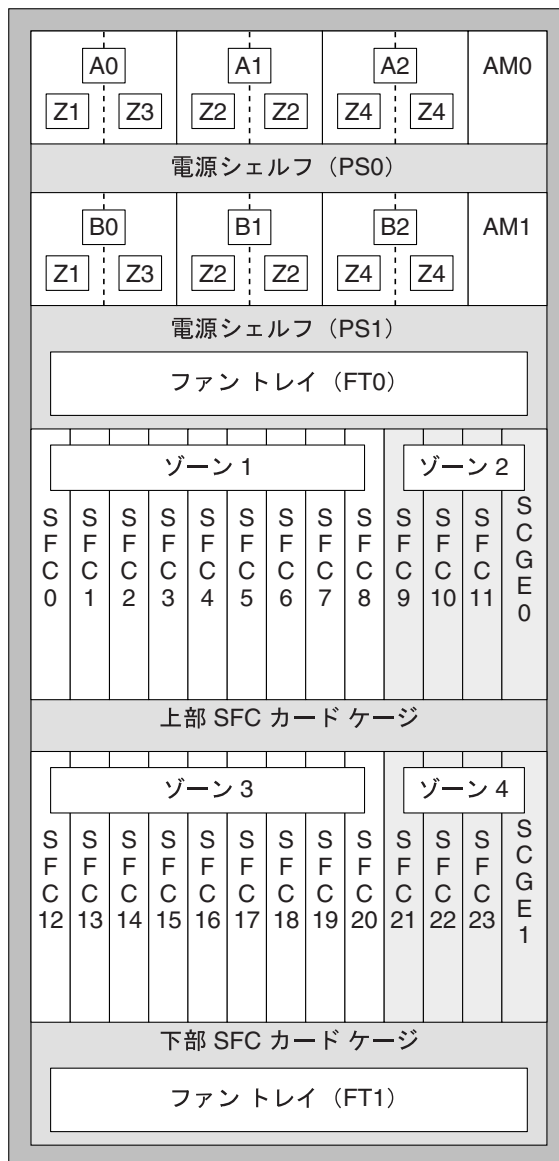 A0 A1 A2 AM0
Z1 Z3 Z2 Z2 Z4 Z4
電源シェルフ（PS0）
B0 B1 B2 AM1
Z1 Z3 Z2 Z2 Z4 Z4
電源シェルフ（PS1）
ファン トレイ（FT0）
ゾーン 1
ゾーン 2
SFC0
SFC1
SFC2
SFC3
SFC4
SFC5
SFC6
SFC7
SFC8
SFC9
SFC10
SFC11
SCGE0
上部 SFC カード ケージ
ゾーン 3
ゾーン 4
SFC12
SFC13
SFC14
SFC15
SFC16
SFC17
SFC18
SFC19
SFC20
SFC21
SFC22
SFC23
SCGE1
下部 SFC カード ケージ
ファン トレイ（FT1）